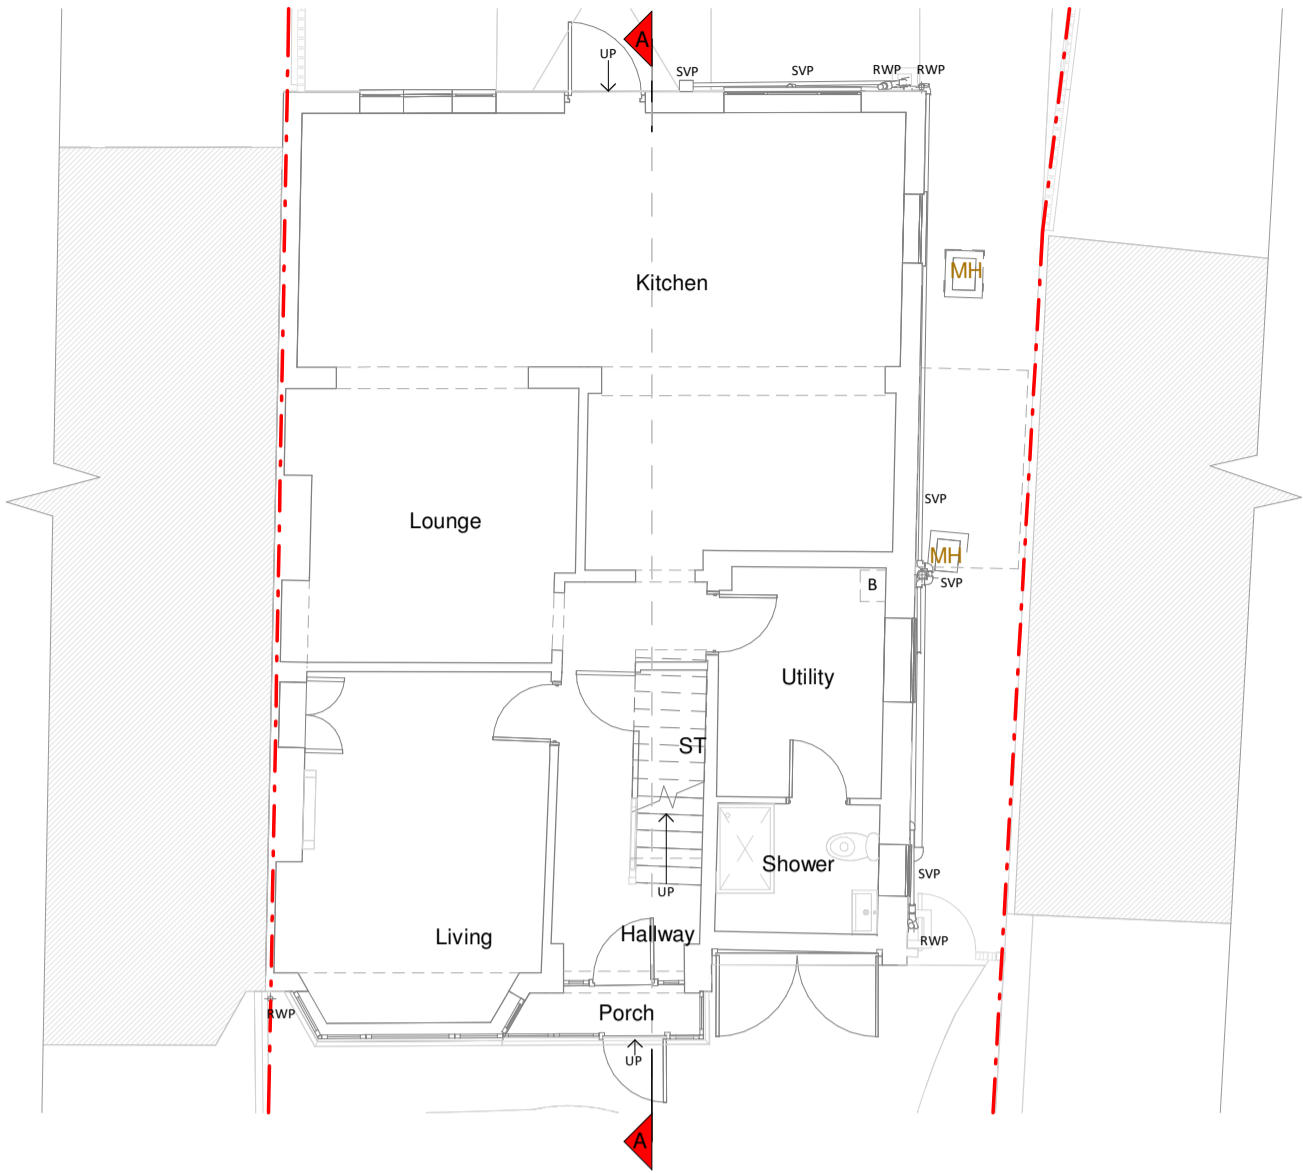 A
UP
SVP
SVP
RWP
RWP
MH
Kitchen
SVP
Lounge
MH
SVP
B
Utility
ST
Shower
SVP
UP
Living
Hallway
RWP
Porch
RWP
UP
A